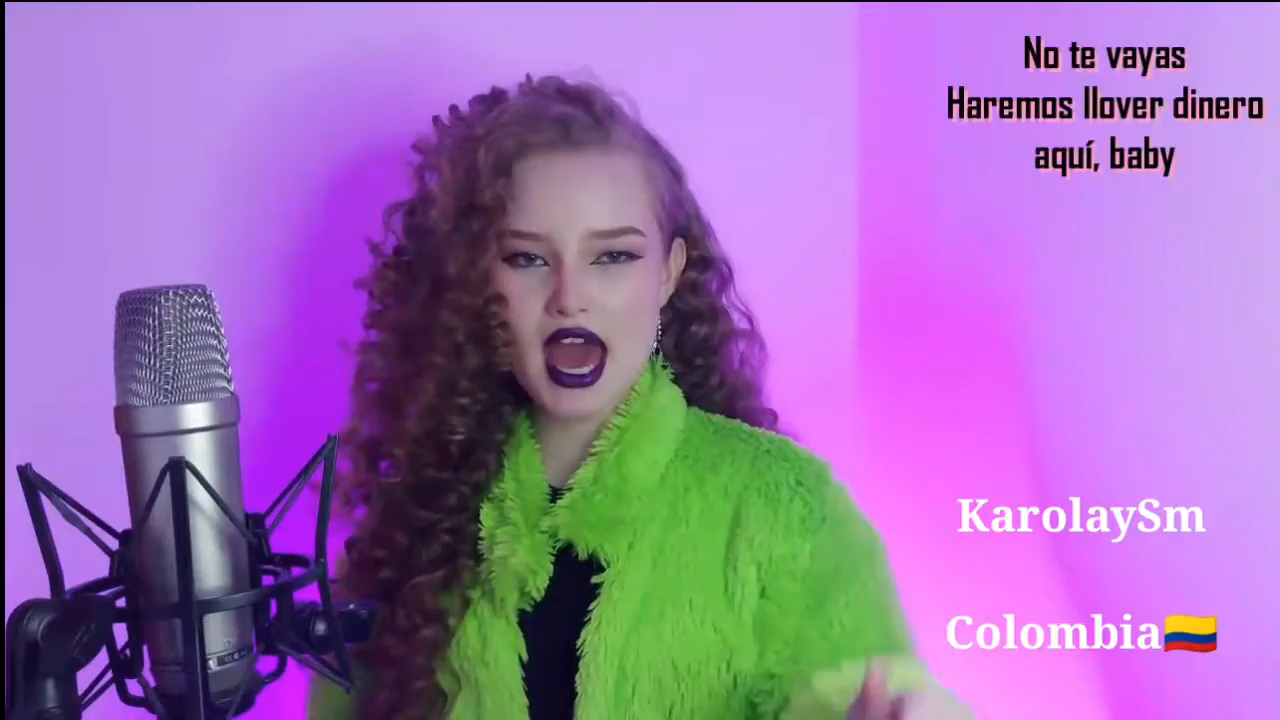 No te vayas
Haremos llover dinero
aquí, baby
KarolaySm
Colombia🇨🇴